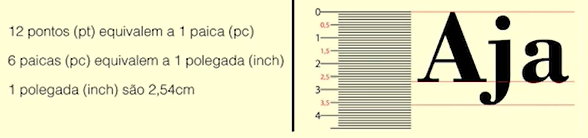 12 pontos (pt) equivalem a 1 paica (pc)
6 paicas (pc) equivalem a 1 polegada (inch)
1 polegada (inch) são 2,54cm
0
0,5
1
1,5
2
2,5
3
3,5
4
Aja